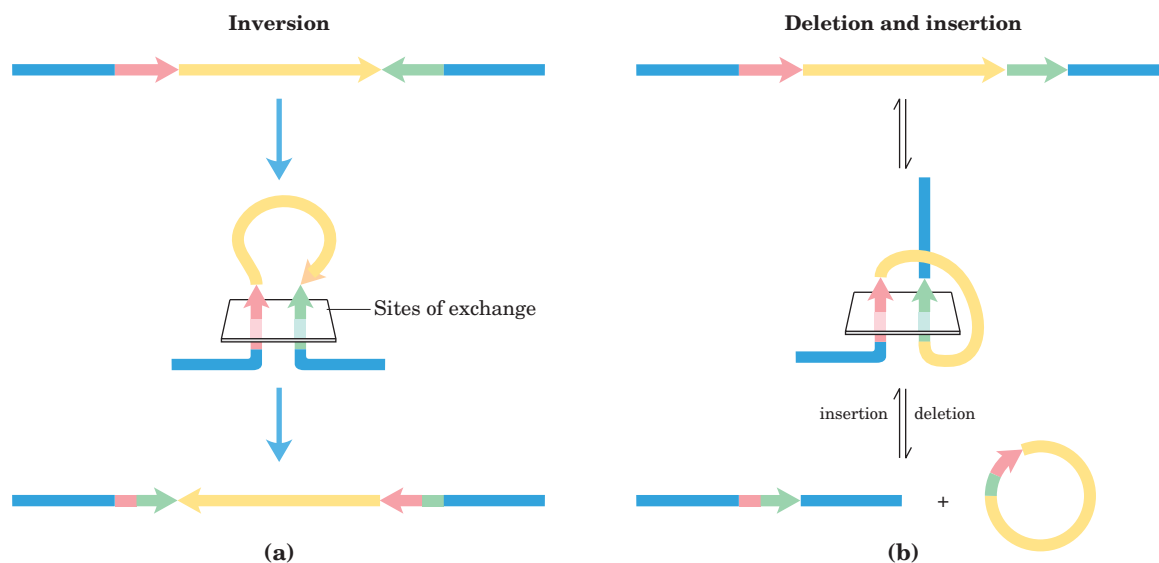 Inversion
Sites of exchange
(a)
Deletion and insertion
insertion
deletion
+
(b)